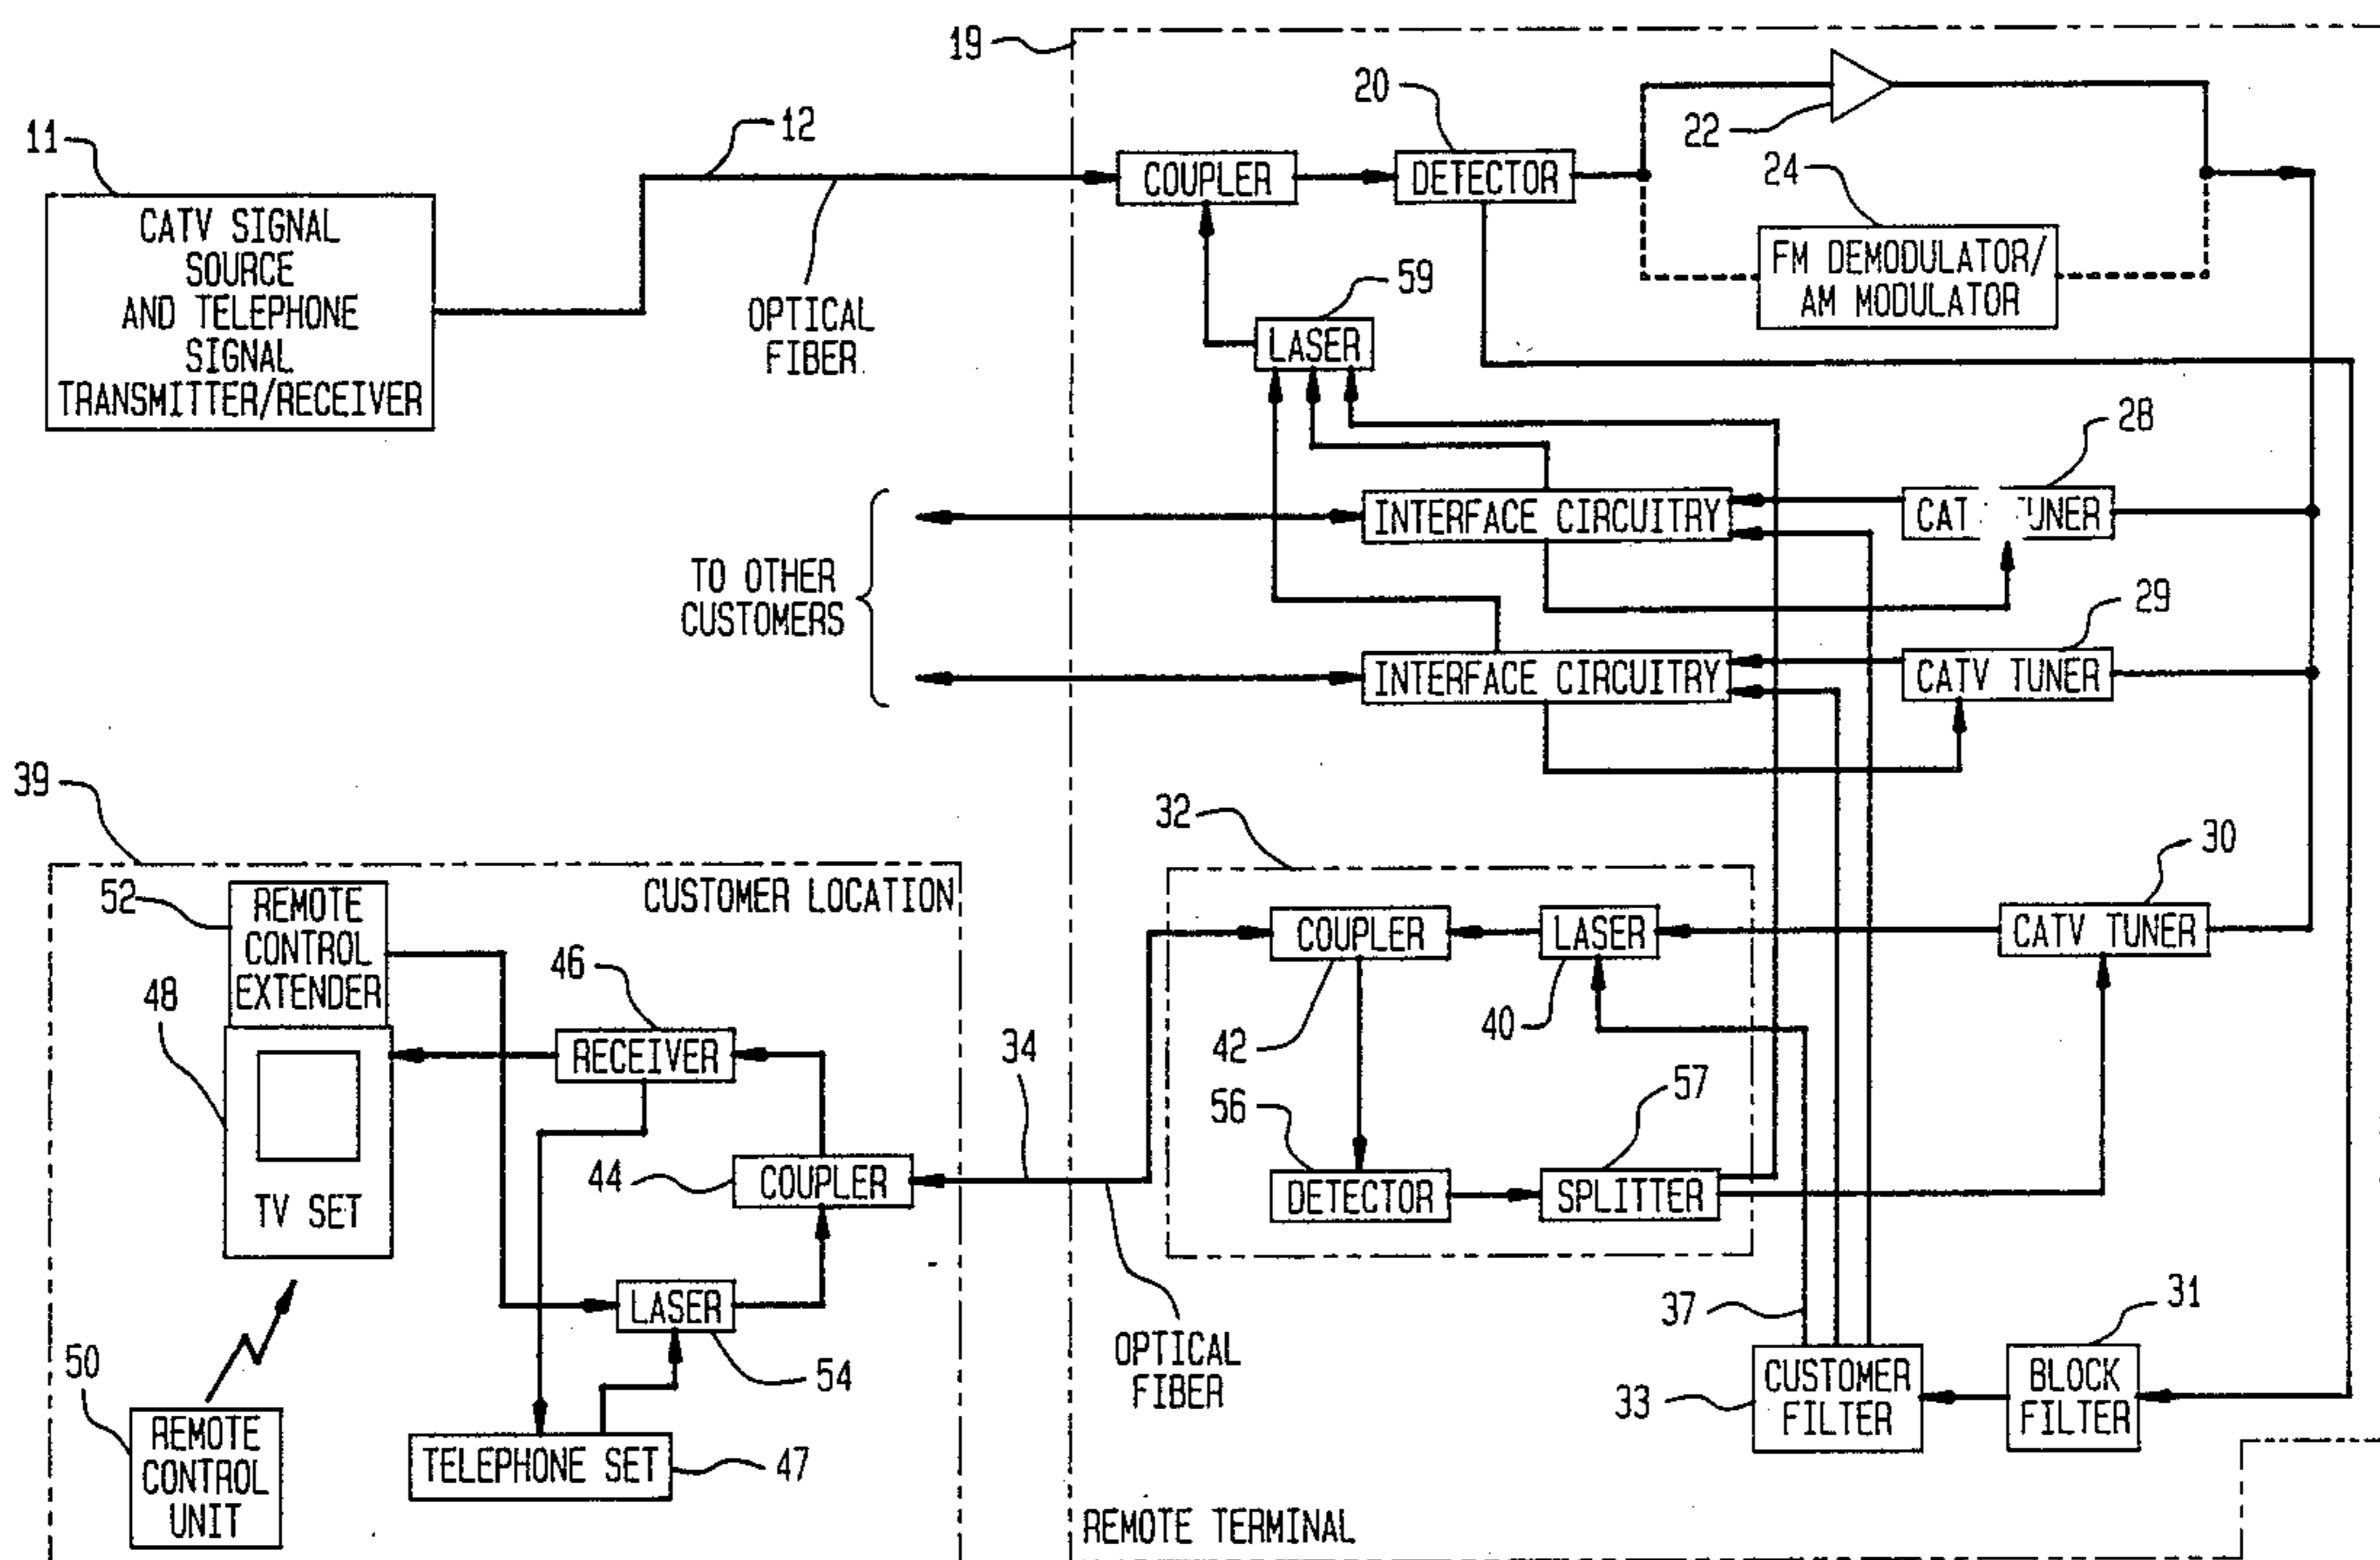 19
20
22
11
12
COUPLER
DETECTOR
24
CATV SIGNAL
SOURCE
AND TELEPHONE
SIGNAL
TRANSMITTER/RECEIVER
FM DEMODULATOR/
AM MODULATOR
59
OPTICAL
FIBER
LASER
28
INTERFACE CIRCUITRY
CAT UNER
TO OTHER
CUSTOMERS
29
INTERFACE CIRCUITRY
CATV TUNER
39
32
30
CUSTOMER LOCATION
52
REMOTE
CONTROL
EXTENDER
COUPLER
LASER
CATV TUNER
48
46
40
42
RECEIVER
34
56
57
44
COUPLER
DETECTOR
SPLITTER
TV SET
LASER
37
31
50
54
OPTICAL
FIBER
33
CUSTOMER
FILTER
BLOCK
FILTER
REMOTE
CONTROL
UNIT
TELEPHONE SET
47
REMOTE TERMINAL